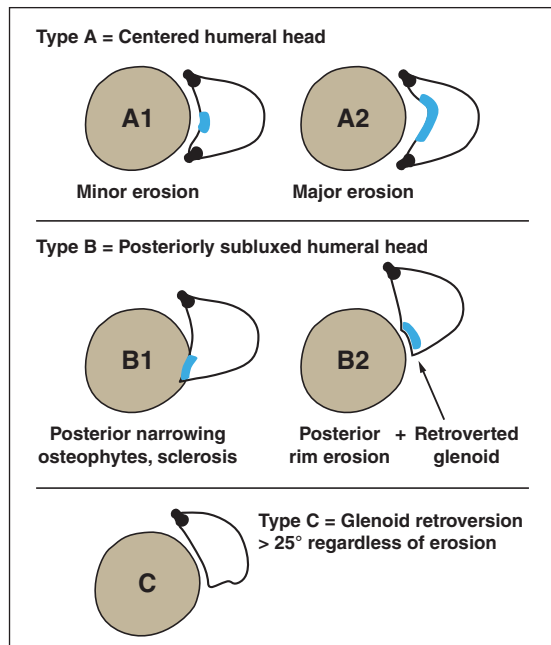 Type A = Centered humeral head
A1
A2
Minor erosion
Major erosion
Type B = Posteriorly subluxed humeral head
B1
B2
Posterior narrowing
osteophytes, sclerosis
Posterior + Retroverted
rim erosion glenoid
Type C = Glenoid retroversion
> 25° regardless of erosion
C